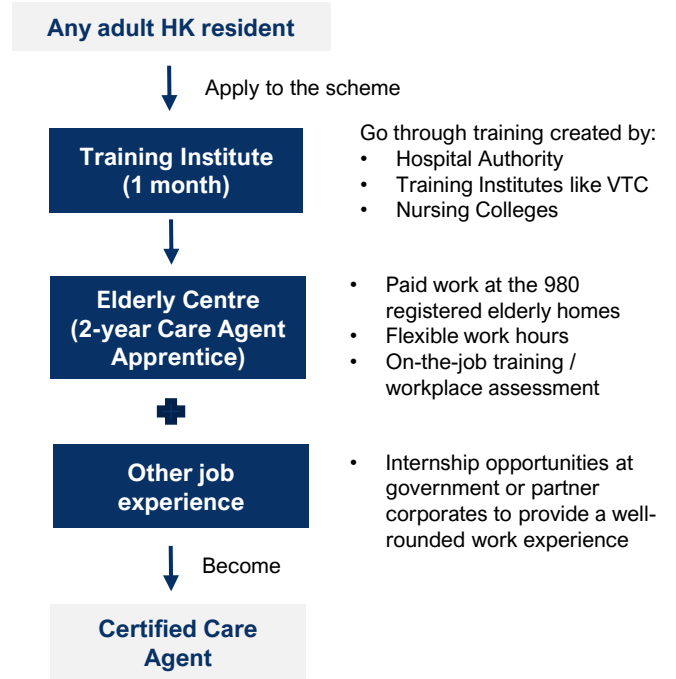 Any adult HK resident
Apply to the scheme
Training Institute
(1 month)
Go through training created by:
• Hospital Authority
• Training Institutes like VTC
• Nursing Colleges
Elderly Centre
(2-year Care Agent
Apprentice)
• Paid work at the 980
registered elderly homes
• Flexible work hours
• On-the-job training /
workplace assessment
Other job
experience
• Internship opportunities at
government or partner
corporates to provide a well-
rounded work experience
Become
Certified Care
Agent